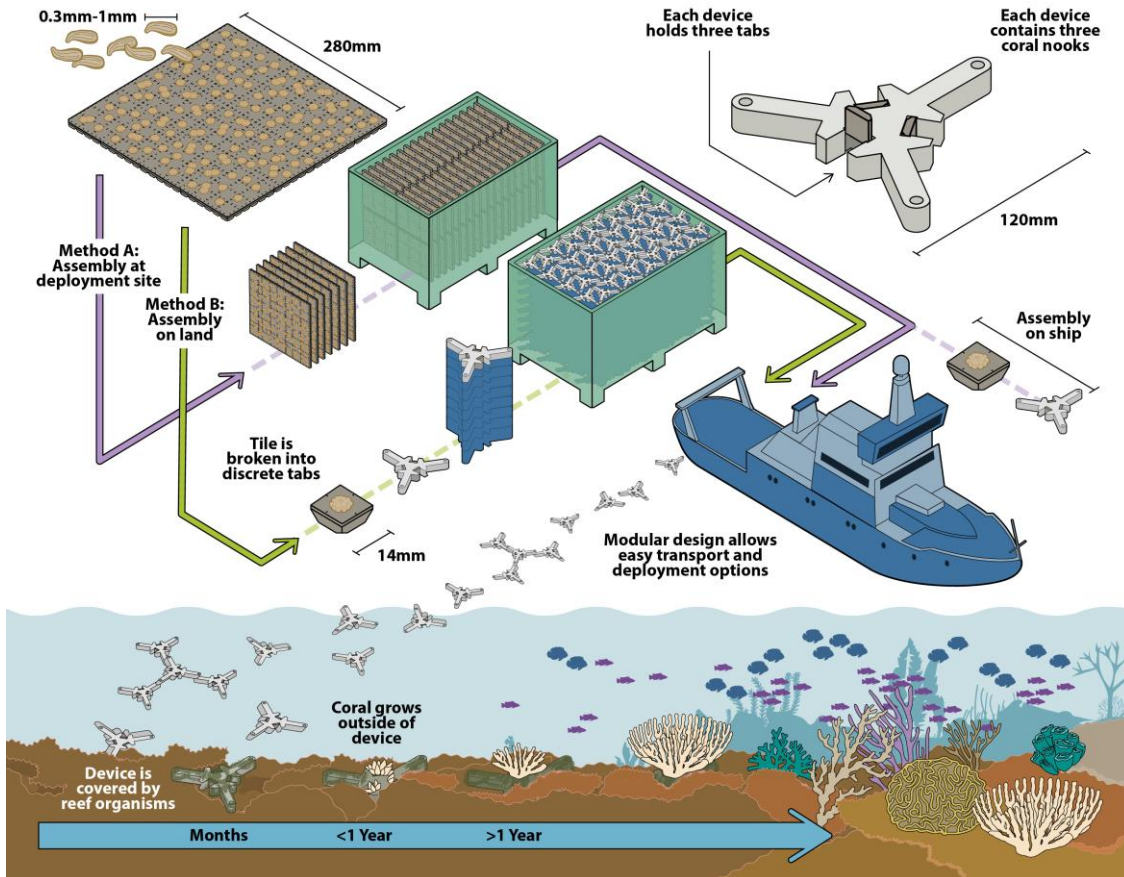 0.3mm-1mm
280mm
Each device
holds three tabs
Each device
contains three
coral nooks
120mm
Method A:
Assembly at
deployment site
Method B:
Assembly
on land
Assembly
on ship
Tile is
broken into
discrete tabs
14mm
Modular design allows
easy transport and
deployment options
Coral grows
outside of
device
Device is
covered by
reef organisms
Months
<1 Year
>1 Year